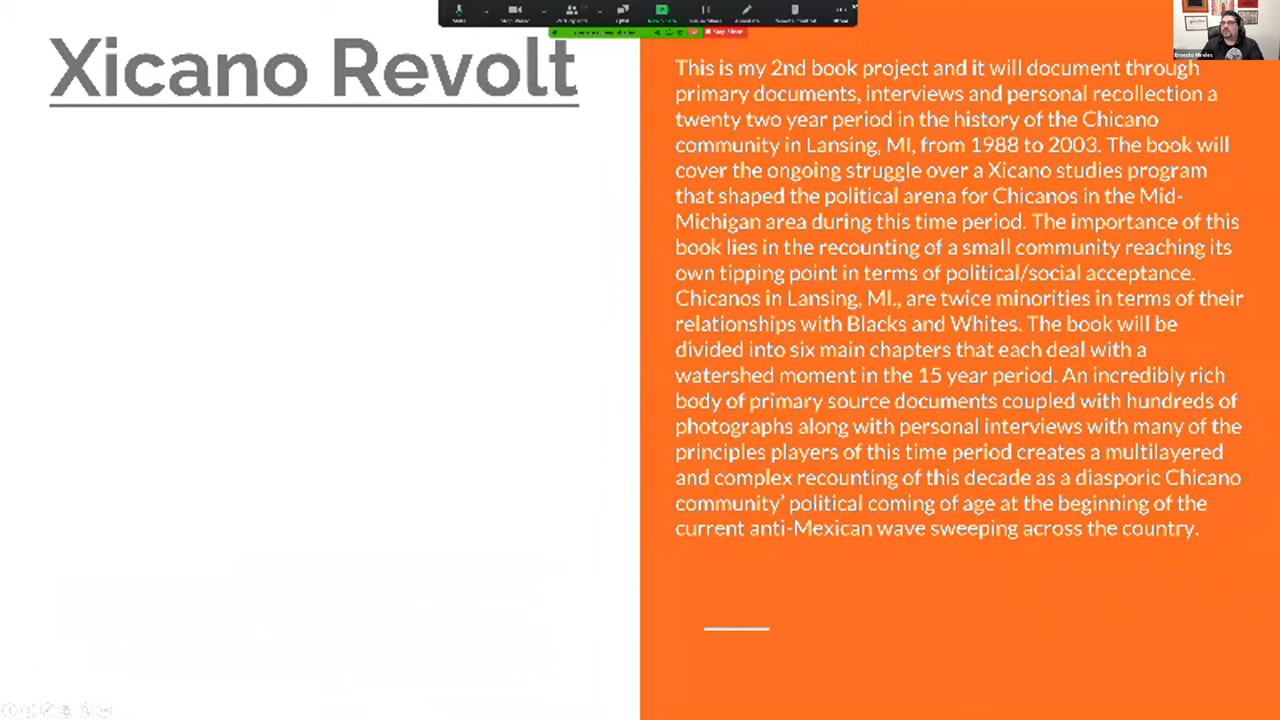 Xicano Revolt
This is my 2nd book project and it will document through
primary documents, interviews and personal recollection a
twenty two year period in the history of the Chicano
community in Lansing, MI, from 1988 to 2003. The book will
cover the ongoing struggle over a Xicano studies program
that shaped the political arena for Chicanos in the Mid-
Michigan area during this time period. The importance of this
book lies in the recounting of a small community reaching its
own tipping point in terms of political/social acceptance.
Chicanos in Lansing, MI., are twice minorities in terms of their
relationships with Blacks and Whites. The book will be
divided into six main chapters that each deal with a
watershed moment in the 15 year period. An incredibly rich
body of primary source documents coupled with hundreds of
photographs along with personal interviews with many of the
principles players of this time period creates a multilayered
and complex recounting of this decade as a diasporic Chicano
community’ political coming of age at the beginning of the
current anti-Mexican wave sweeping across the country.
Ernesto Mireles
Stop Share